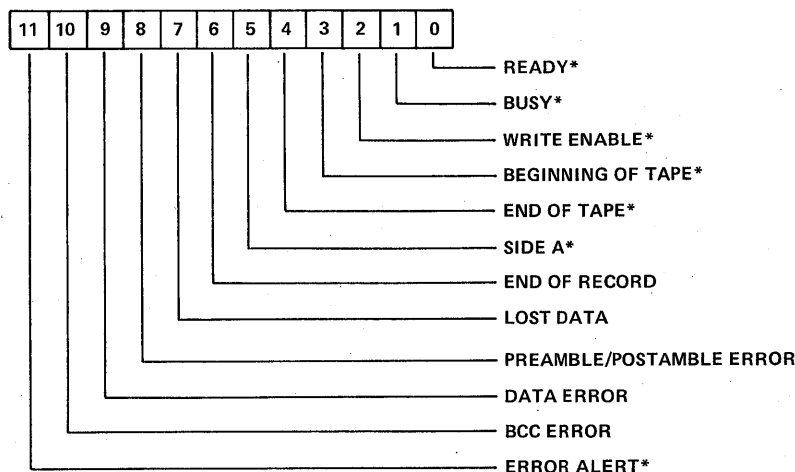 11 10 9 8 7 6 5 4 3 2 1 0
READY*
BUSY*
WRITE ENABLE*
BEGINNING OF TAPE*
END OF TAPE*
SIDE A*
END OF RECORD
LOST DATA
PREAMBLE/POSTAMBLE ERROR
DATA ERROR
BCC ERROR
ERROR ALERT*